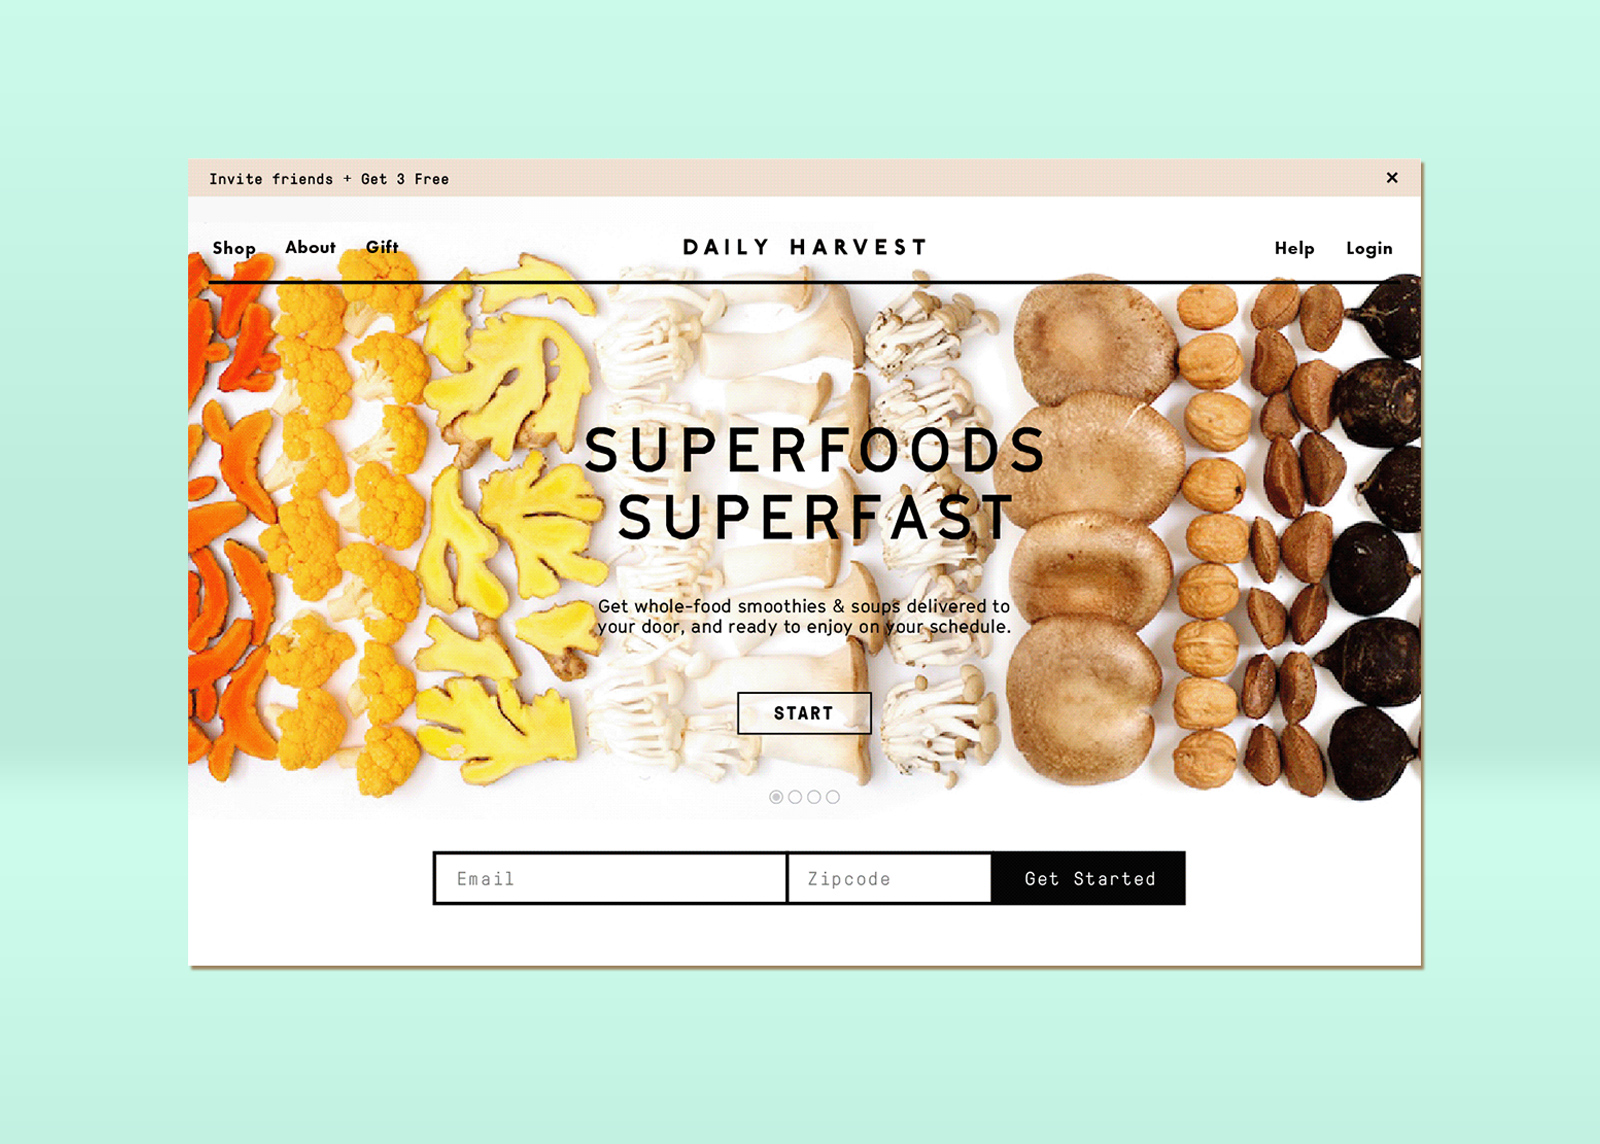 Invite friends + Get 3 Free ×
Shop About Gift DAILY HARVEST Help Login
SUPERFOODS
SUPERFAST
Get whole-food smoothies & soups delivered to
your door, and ready to enjoy on your schedule.
START
Email Zipcode Get Started